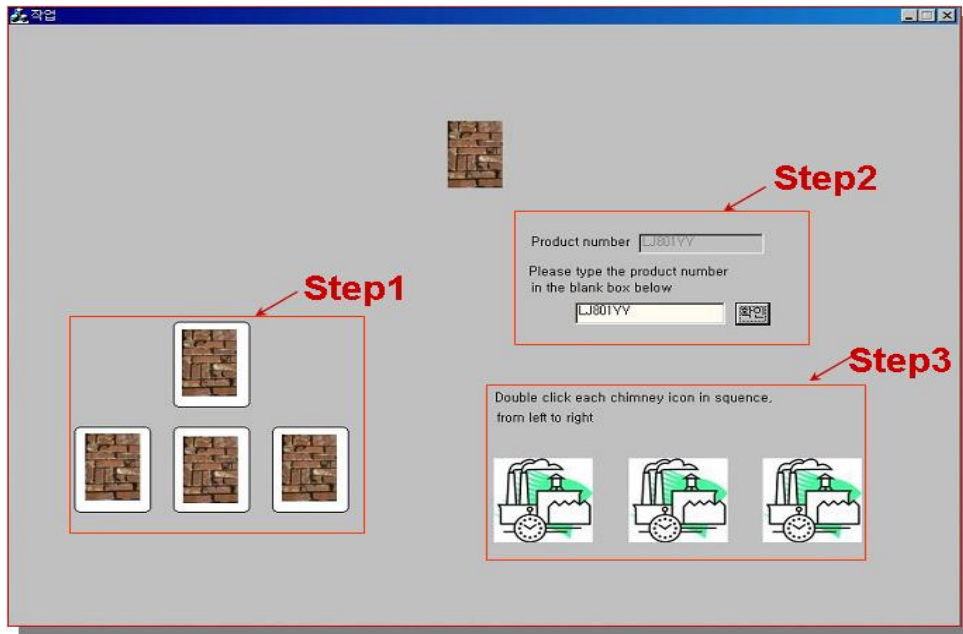 작업
Step2
Product number LJ801YY
Please type the product number
in the blank box below
LJ801YY 확인
Step1
Step3
Double click each chimney icon in squence,
from left to right